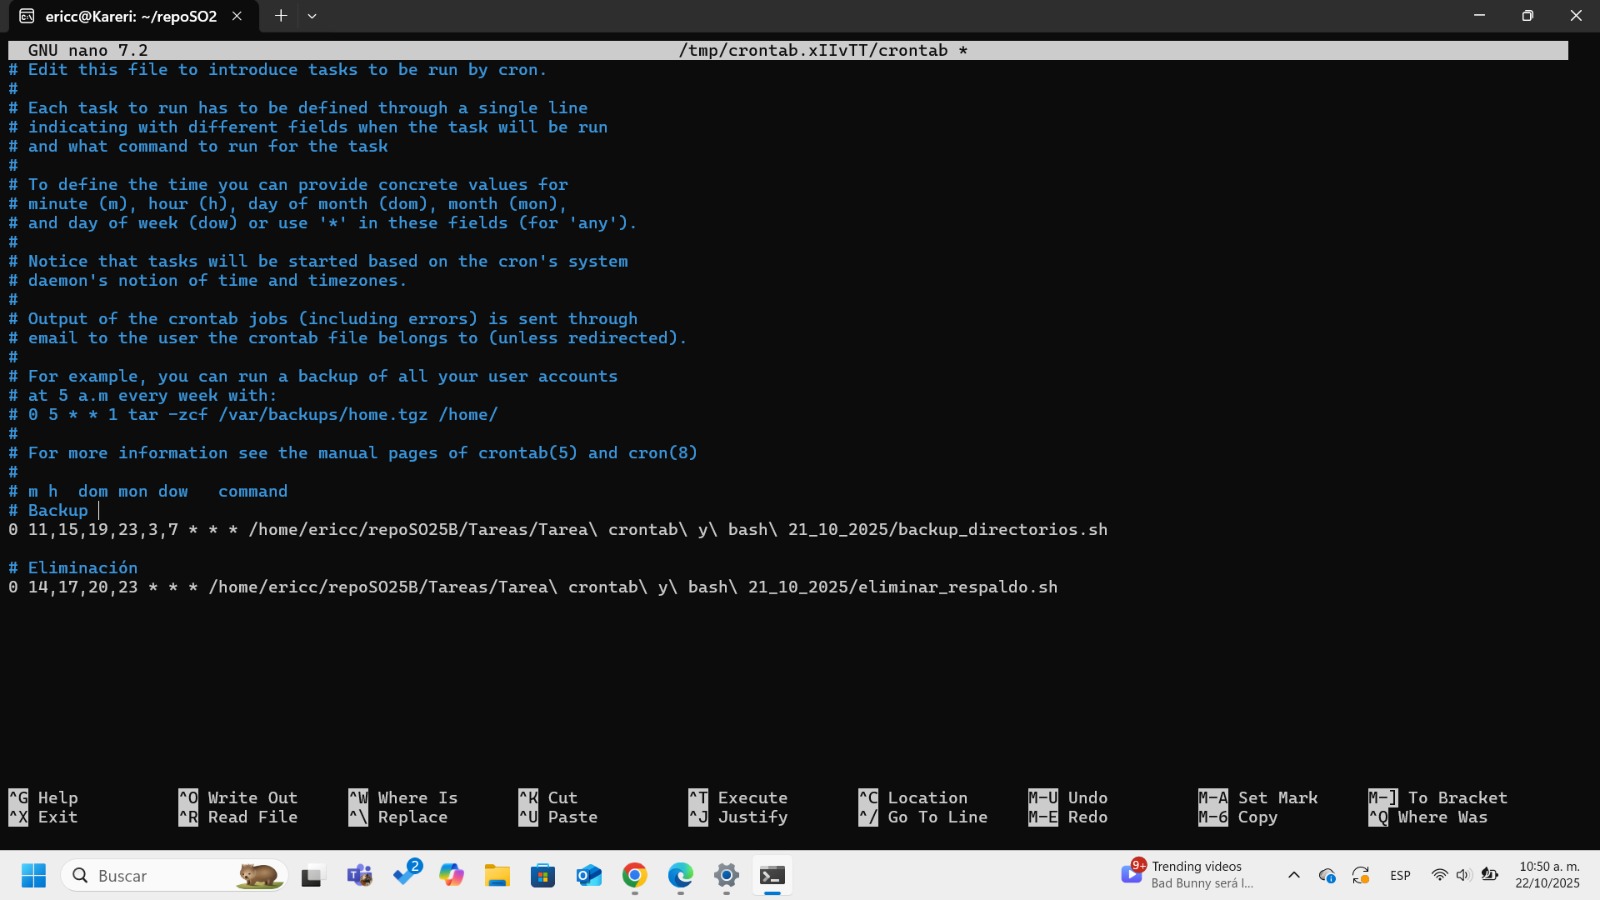 ericc@Kareri: ~/repoSO2
GNU nano 7.2 /tmp/crontab.xIIvTT/crontab *
# Edit this file to introduce tasks to be run by cron.
#
# Each task to run has to be defined through a single line
# indicating with different fields when the task will be run
# and what command to run for the task
#
# To define the time you can provide concrete values for
# minute (m), hour (h), day of month (dom), month (mon),
# and day of week (dow) or use '*' in these fields (for 'any').
#
# Notice that tasks will be started based on the cron's system
# daemon's notion of time and timezones.
#
# Output of the crontab jobs (including errors) is sent through
# email to the user the crontab file belongs to (unless redirected).
#
# For example, you can run a backup of all your user accounts
# at 5 a.m every week with:
# 0 5 * * 1 tar -zcf /var/backups/home.tgz /home/
#
# For more information see the manual pages of crontab(5) and cron(8)
#
# m h  dom mon dow   command
# Backup
0 11,15,19,23,3,7 * * * /home/ericc/repoSO25B/Tareas/Tarea\ crontab\ y\ bash\ 21_10_2025/backup_directorios.sh
# Eliminación
0 14,17,20,23 * * * /home/ericc/repoSO25B/Tareas/Tarea\ crontab\ y\ bash\ 21_10_2025/eliminar_respaldo.sh
^G Help ^O Write Out ^W Where Is ^K Cut ^T Execute ^C Location M-U Undo M-A Set Mark M-] To Bracket
^X Exit ^R Read File ^\ Replace ^U Paste ^J Justify ^/ Go To Line M-E Redo M-6 Copy ^Q Where Was
Buscar
2
9+
Trending videos
Bad Bunny será l...
ESP
10:50 a. m.
22/10/2025